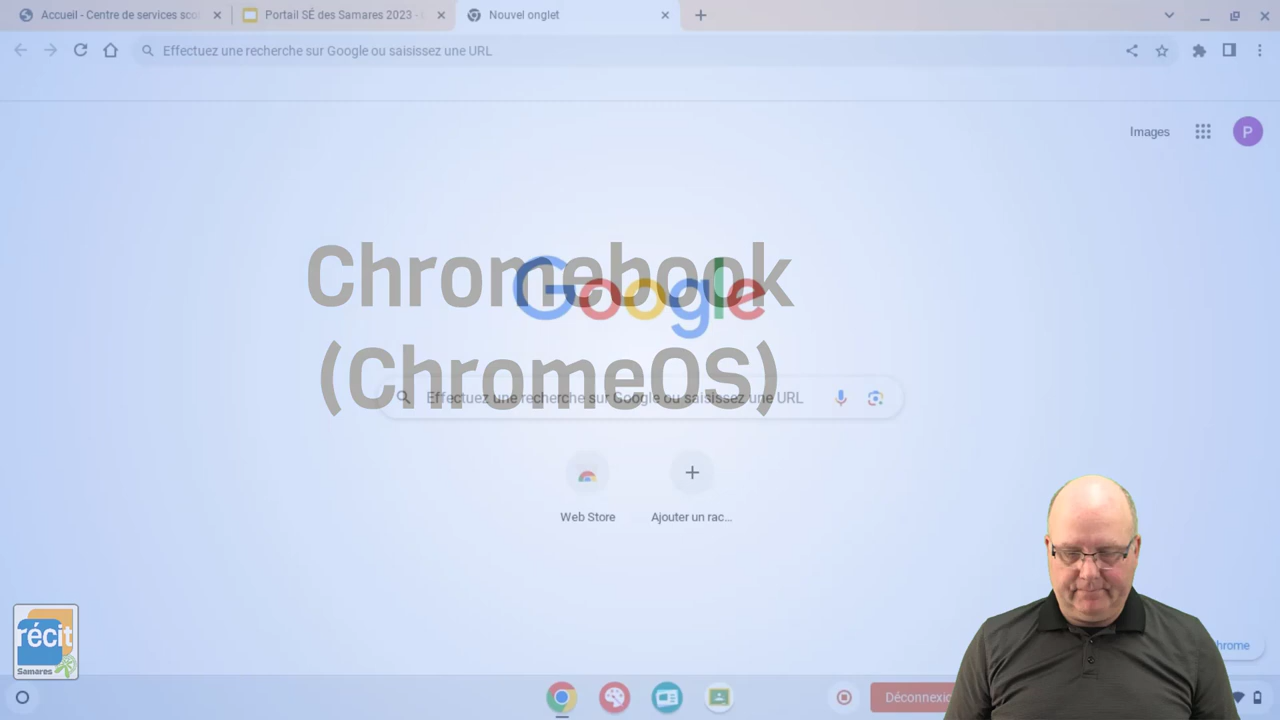 Accueil - Centre de services sco
Portail SÉ des Samares 2023 -
Nouvel onglet
Effectuez une recherche sur Google ou saisissez une URL
Images
P
Chromebook
Google
(ChromeOS)
Effectuez une recherche sur Google ou saisissez une URL
Web Store
Ajouter un rac...
récit
Samares
hrome
Déconnexio